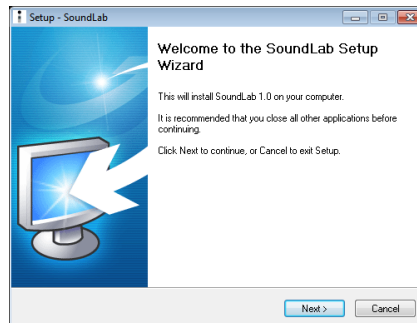 Setup - SoundLab
Welcome to the SoundLab Setup
Wizard
This will install SoundLab 1.0 on your computer.
It is recommended that you close all other applications before
continuing.
Click Next to continue, or Cancel to exit Setup.
Next >
Cancel